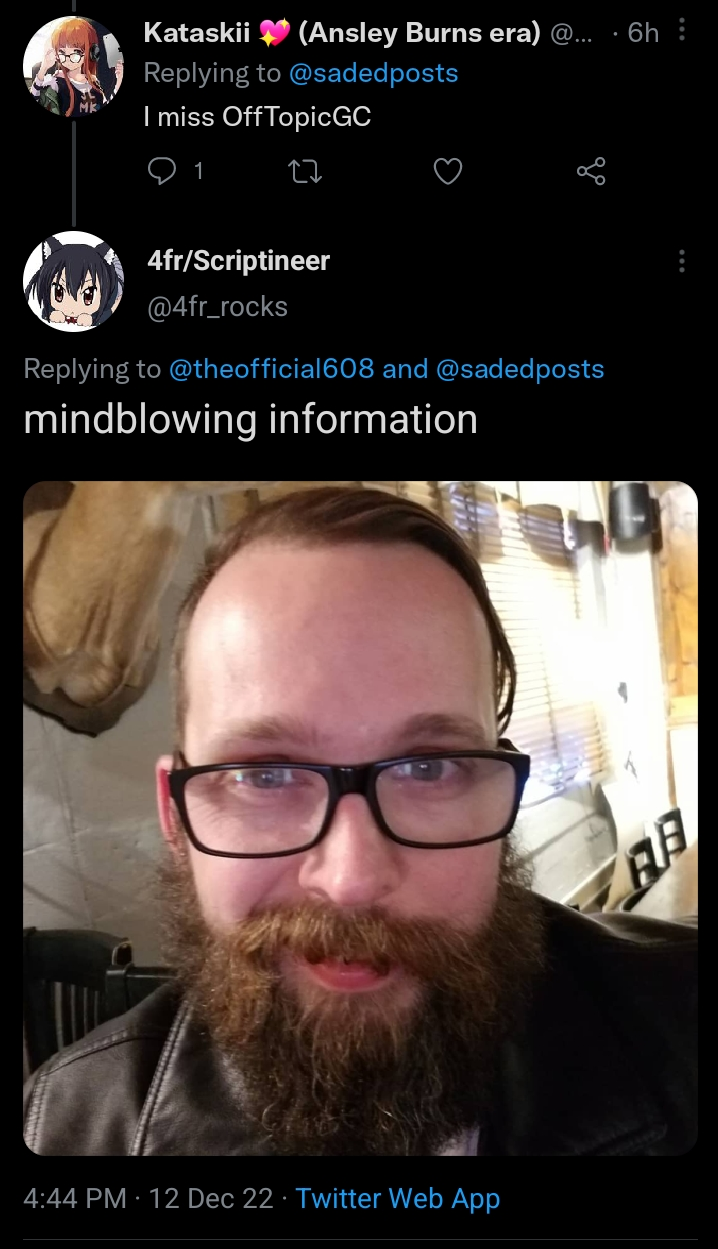 Kataskii 💖 (Ansley Burns era) @... · 6h
Replying to @sadedposts
I miss OffTopicGC
1
4fr/Scriptineer
@4fr_rocks
Replying to @theofficial608 and @sadedposts
mindblowing information
4:44 PM · 12 Dec 22 · Twitter Web App